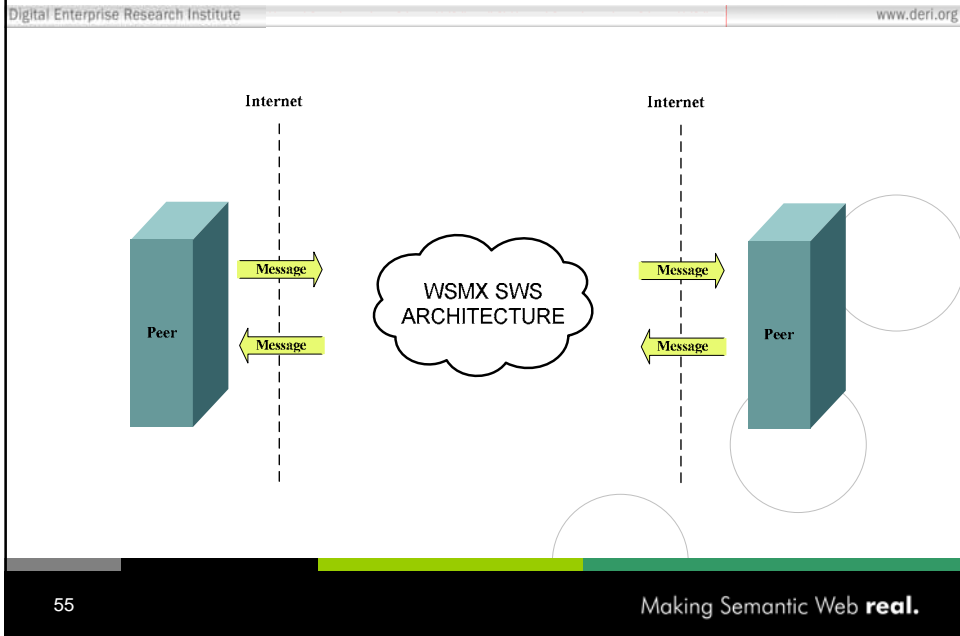 Digital Enterprise Research Institute
www.deri.org
Internet
Internet
Message
Message
WSMX SWS
ARCHITECTURE
Peer
Peer
Message
Message
55
Making Semantic Web real.